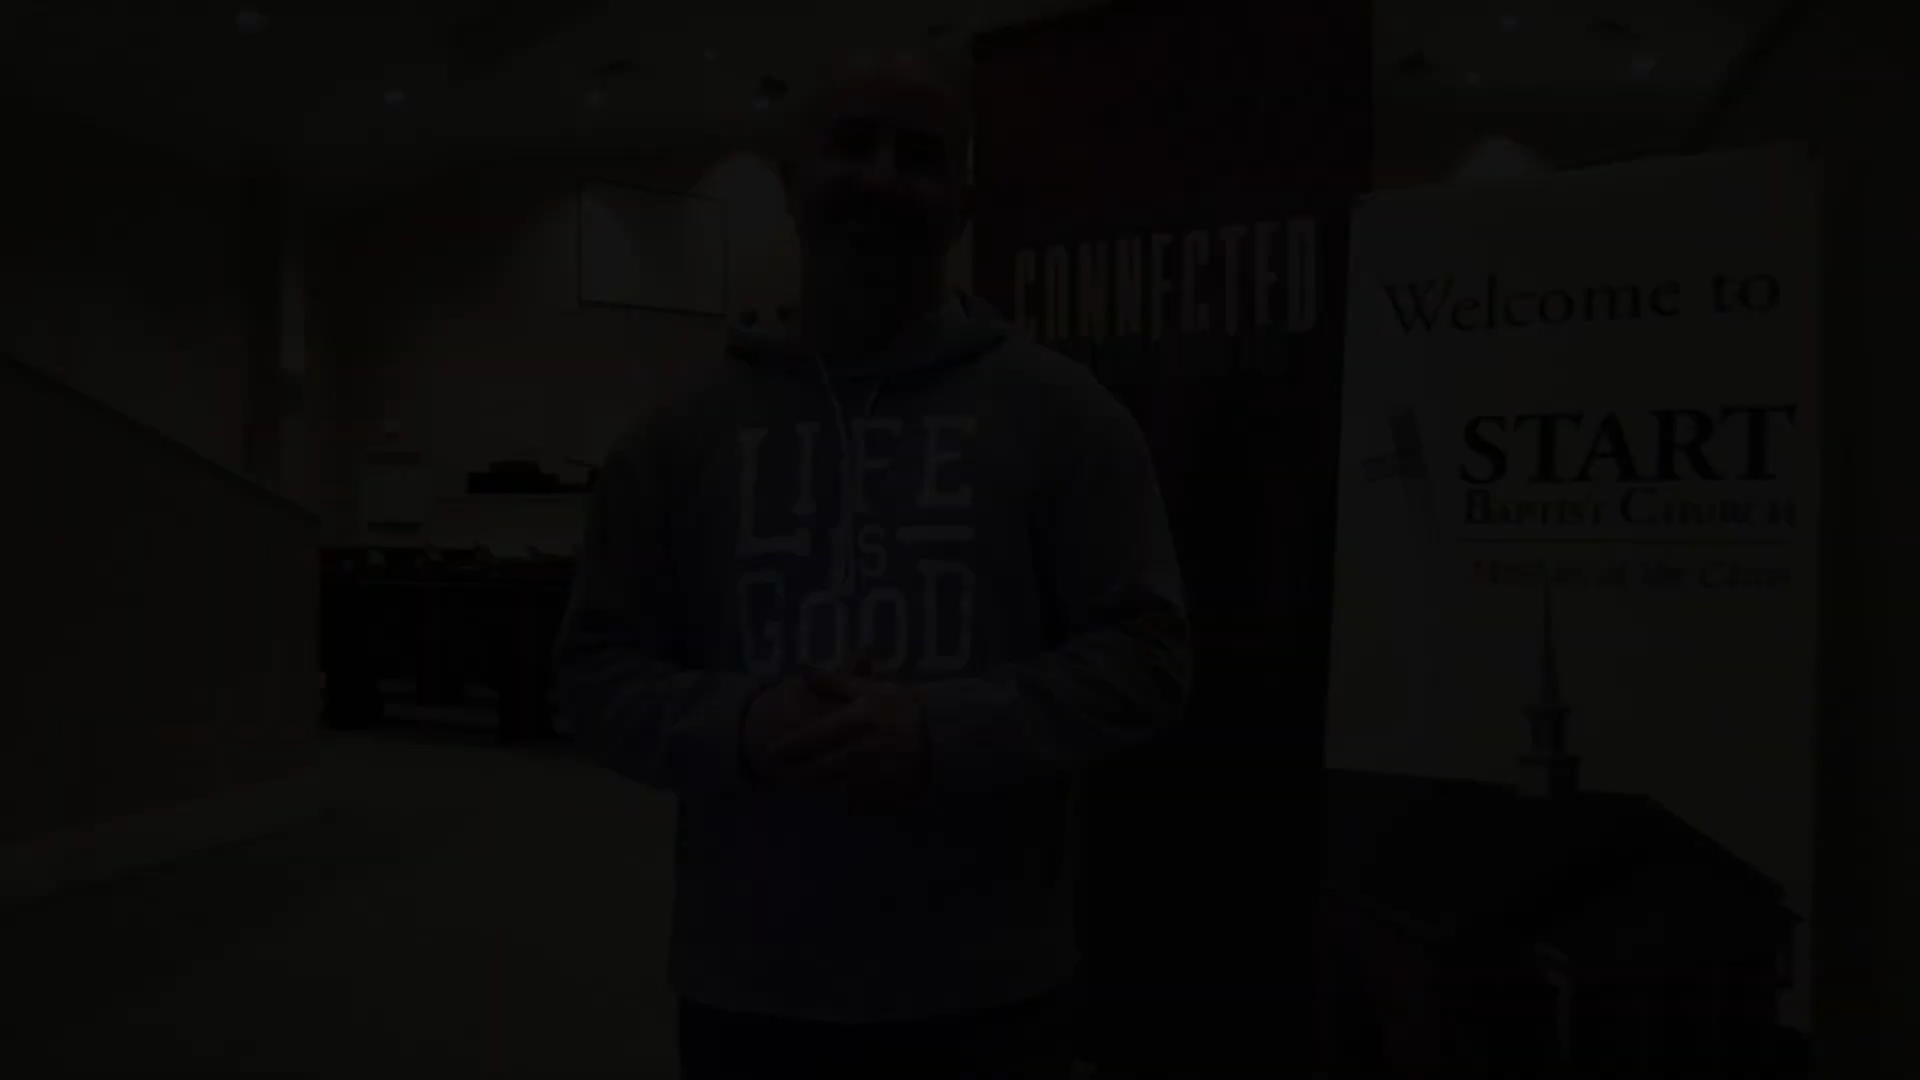 CONNECTED
Welcome to
START
BAPTIST CHURCH
LIFE
IS
GOOD